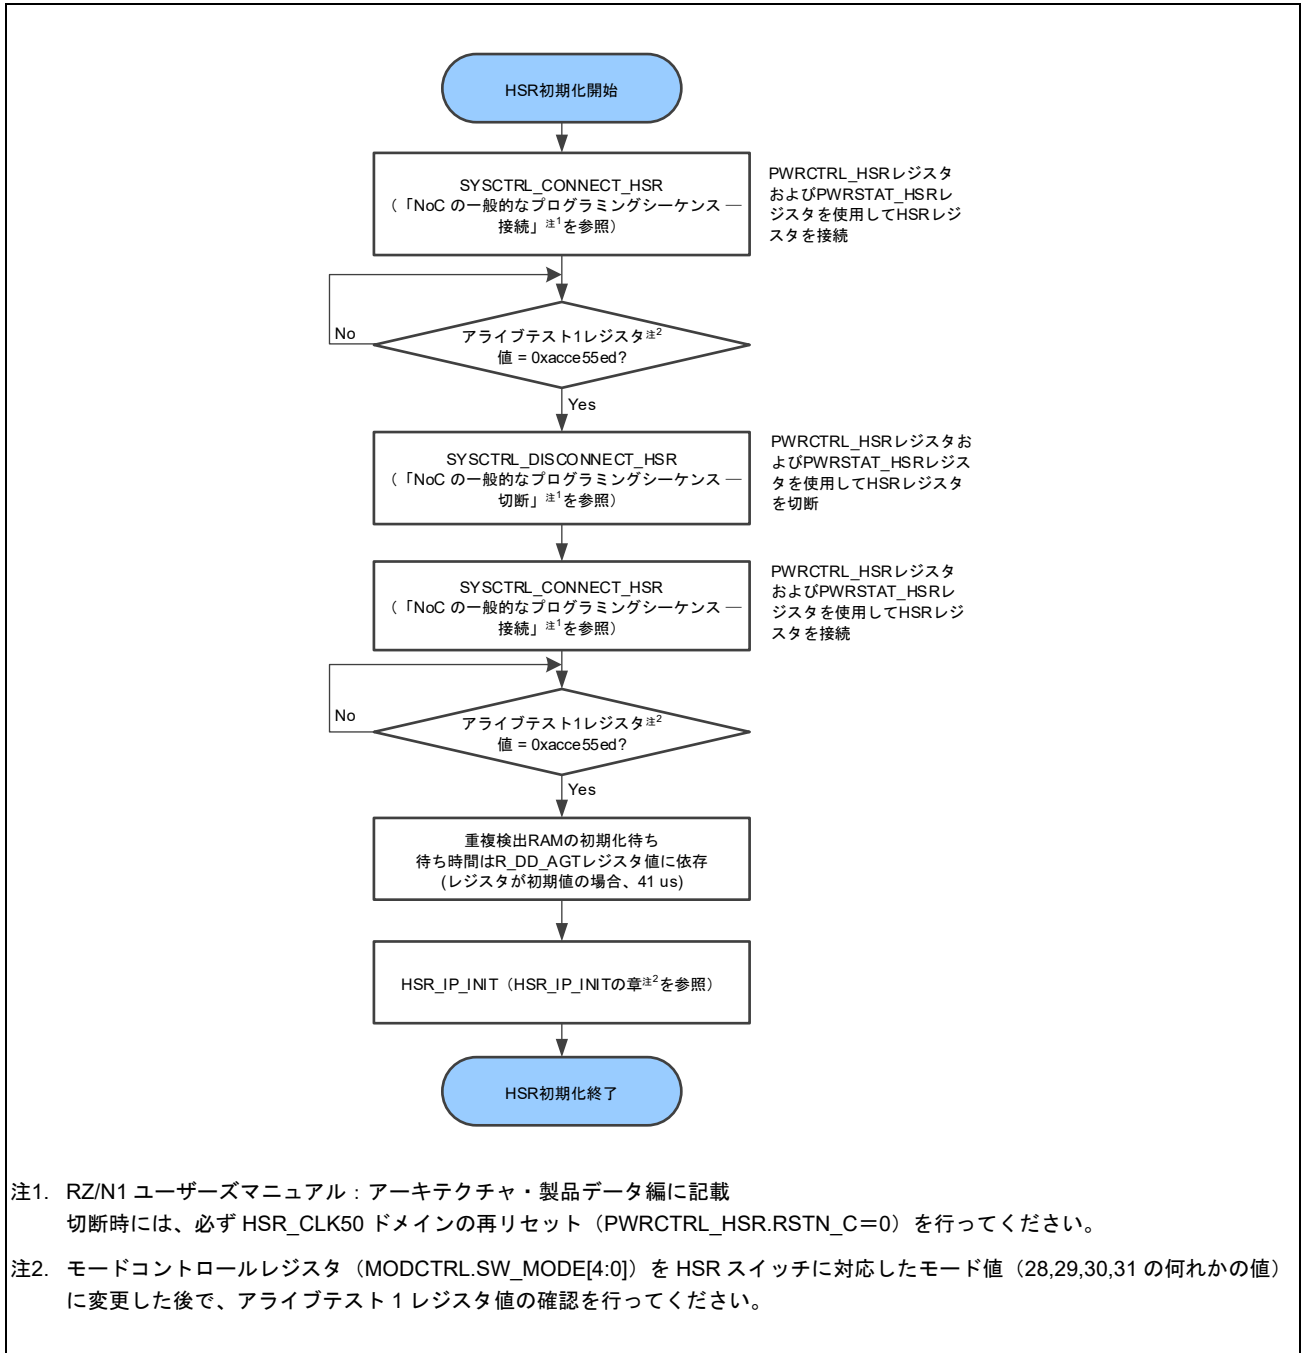 HSR初期化開始
SYSCTRL_CONNECT_HSR
（「NoC の一般的なプログラミングシーケンス ―
接続」注1を参照）
PWRCTRL_HSRレジスタ
およびPWRSTAT_HSRレ
ジスタを使用してHSRレジ
スタを接続
No
アライブテスト1レジスタ注2
値 = 0xacce55ed?
Yes
SYSCTRL_DISCONNECT_HSR
（「NoC の一般的なプログラミングシーケンス ―
切断」注1を参照）
PWRCTRL_HSRレジスタお
よびPWRSTAT_HSRレジス
タを使用してHSRレジスタ
を切断
SYSCTRL_CONNECT_HSR
（「NoC の一般的なプログラミングシーケンス ―
接続」注1を参照）
PWRCTRL_HSRレジスタ
およびPWRSTAT_HSRレ
ジスタを使用してHSRレジ
スタを接続
No
アライブテスト1レジスタ注2
値 = 0xacce55ed?
Yes
重複検出RAMの初期化待ち
待ち時間はR_DD_AGTレジスタ値に依存
(レジスタが初期値の場合、41 us)
HSR_IP_INIT（HSR_IP_INITの章注2を参照）
HSR初期化終了
注1. RZ/N1 ユーザーズマニュアル：アーキテクチャ・製品データ編に記載
切断時には、必ず HSR_CLK50 ドメインの再リセット（PWRCTRL_HSR.RSTN_C＝0）を行ってください。
注2. モードコントロールレジスタ（MODCTRL.SW_MODE[4:0]）を HSR スイッチに対応したモード値（28,29,30,31 の何れかの値）
に変更した後で、アライブテスト 1 レジスタ値の確認を行ってください。